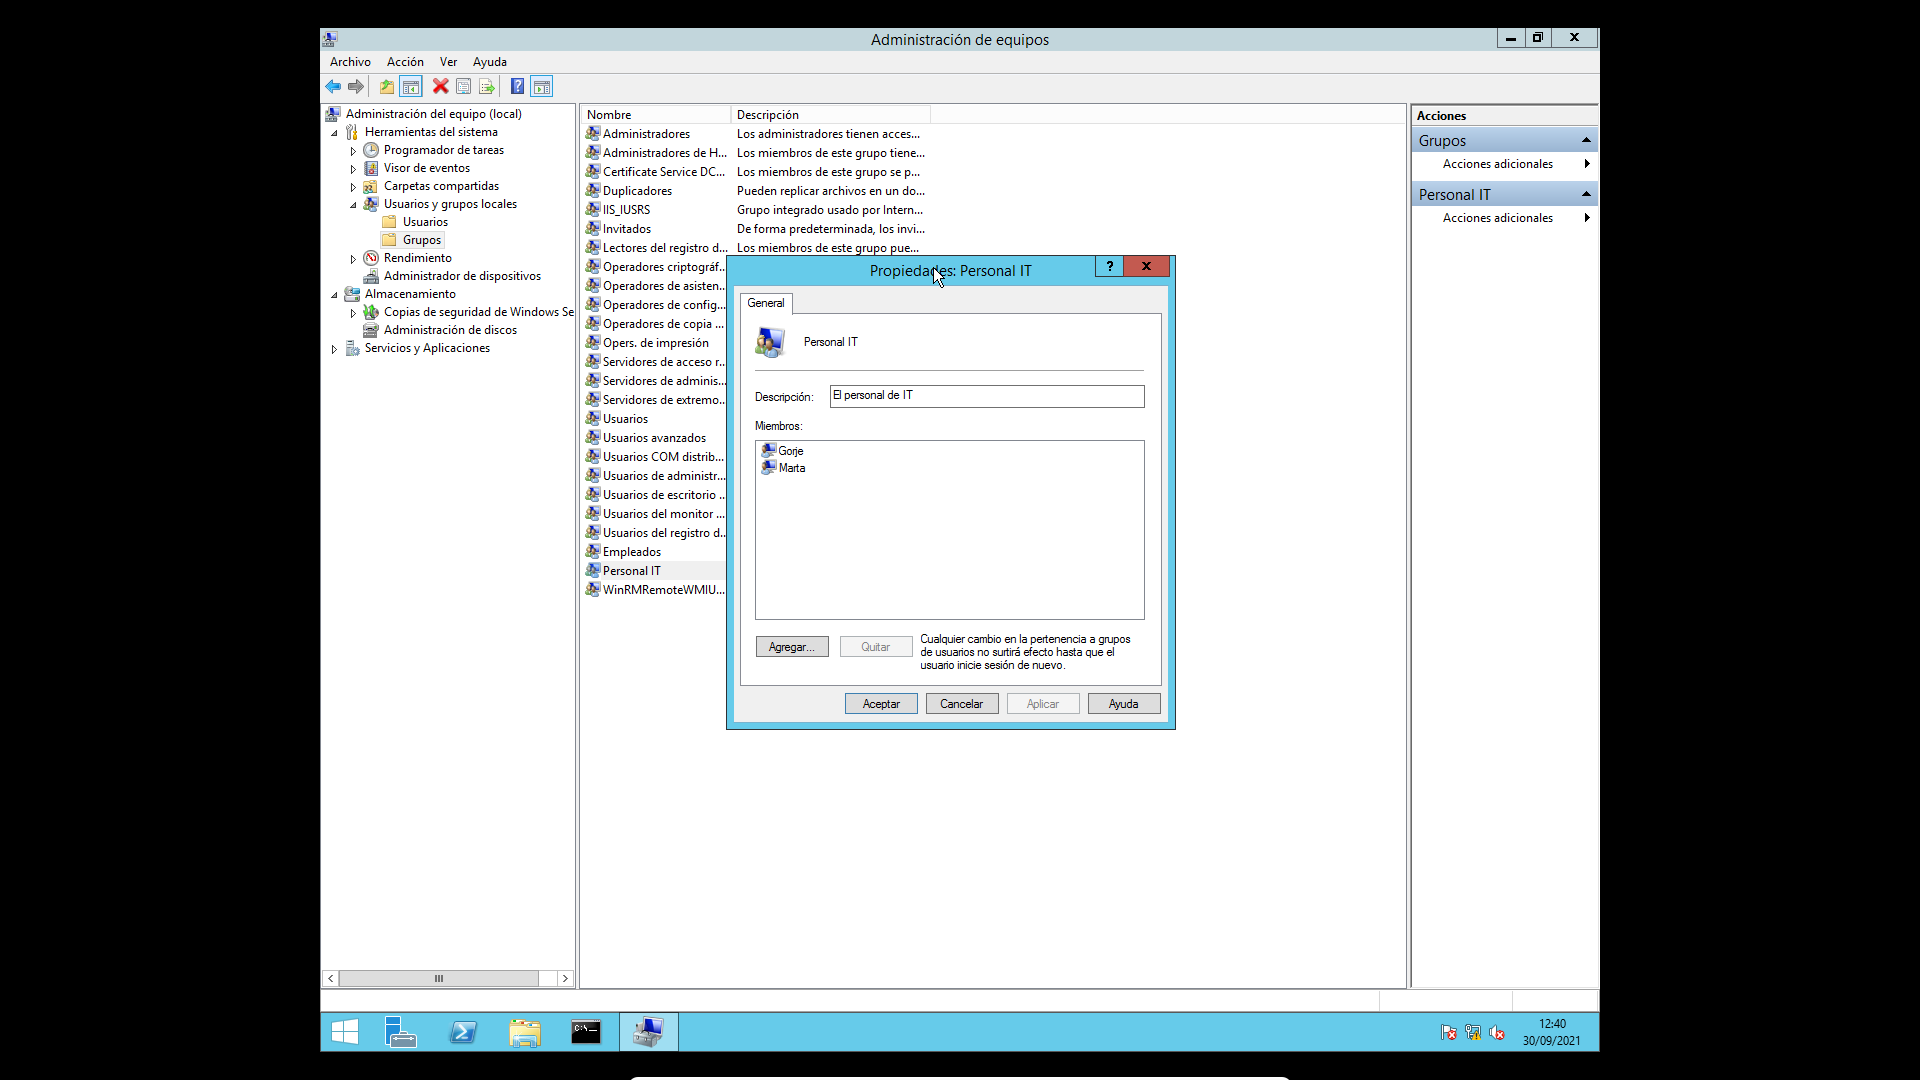 Administración de equipos
Archivo Acción Ver Ayuda
Administración del equipo (local)
Herramientas del sistema
Programador de tareas
Visor de eventos
Carpetas compartidas
Usuarios y grupos locales
Usuarios
Grupos
Rendimiento
Administrador de dispositivos
Almacenamiento
Copias de seguridad de Windows Se
Administración de discos
Servicios y Aplicaciones
Nombre Descripción
Administradores Los administradores tienen acces...
Administradores de H... Los miembros de este grupo tiene...
Certificate Service DC... Los miembros de este grupo se p...
Duplicadores Pueden replicar archivos en un do...
IIS_IUSRS Grupo integrado usado por Intern...
Invitados De forma predeterminada, los invi...
Lectores del registro d... Los miembros de este grupo pue...
Operadores criptográf...
Operadores de asisten...
Operadores de config...
Operadores de copia ...
Opers. de impresión
Servidores de acceso r...
Servidores de adminis...
Servidores de extremo...
Usuarios
Usuarios avanzados
Usuarios COM distrib...
Usuarios de administr...
Usuarios de escritorio ...
Usuarios del monitor ...
Usuarios del registro d...
Empleados
Personal IT
WinRMRemoteWMIU...
Propiedades: Personal IT
? x
General
Personal IT
Descripción: El personal de IT
Miembros:
Gorje
Marta
Agregar... Quitar
Cualquier cambio en la pertenencia a grupos
de usuarios no surtirá efecto hasta que el
usuario inicie sesión de nuevo.
Aceptar Cancelar Aplicar Ayuda
Acciones
Grupos
Acciones adicionales
Personal IT
Acciones adicionales
C:\_
12:40
30/09/2021